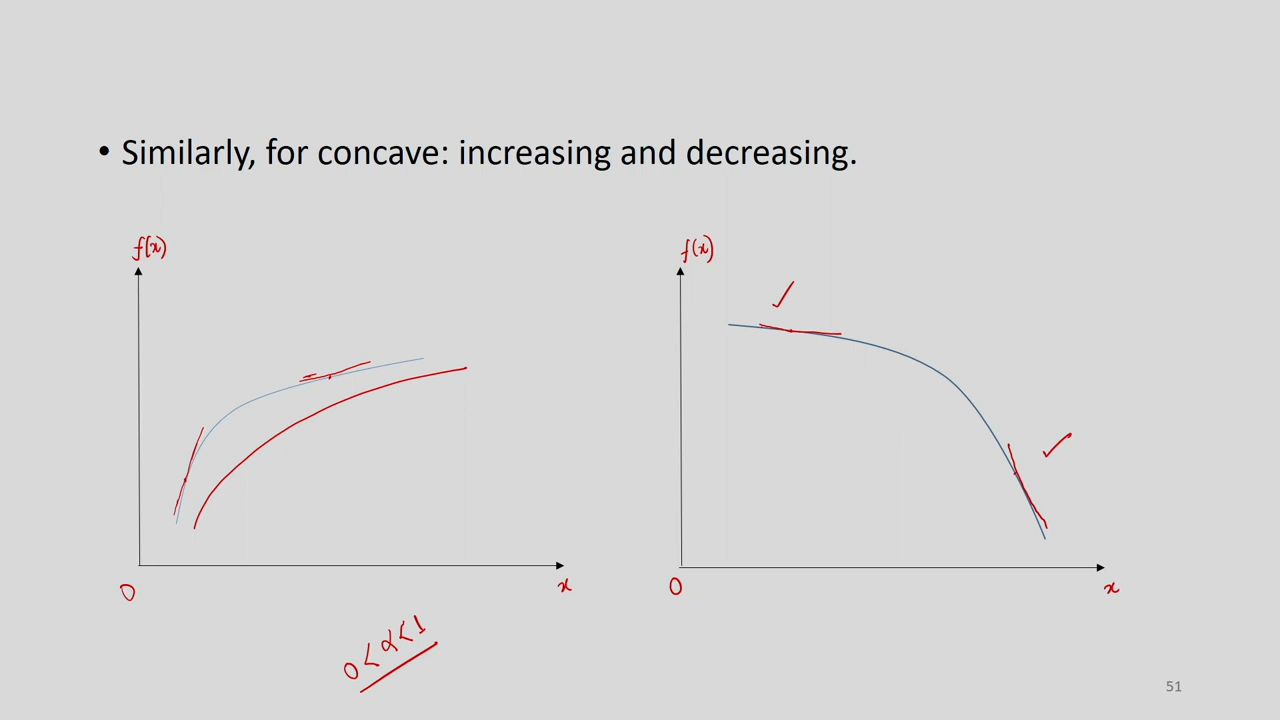 • Similarly, for concave: increasing and decreasing.
f(x)
f(x)
0
x
0
x
0<α<1
51